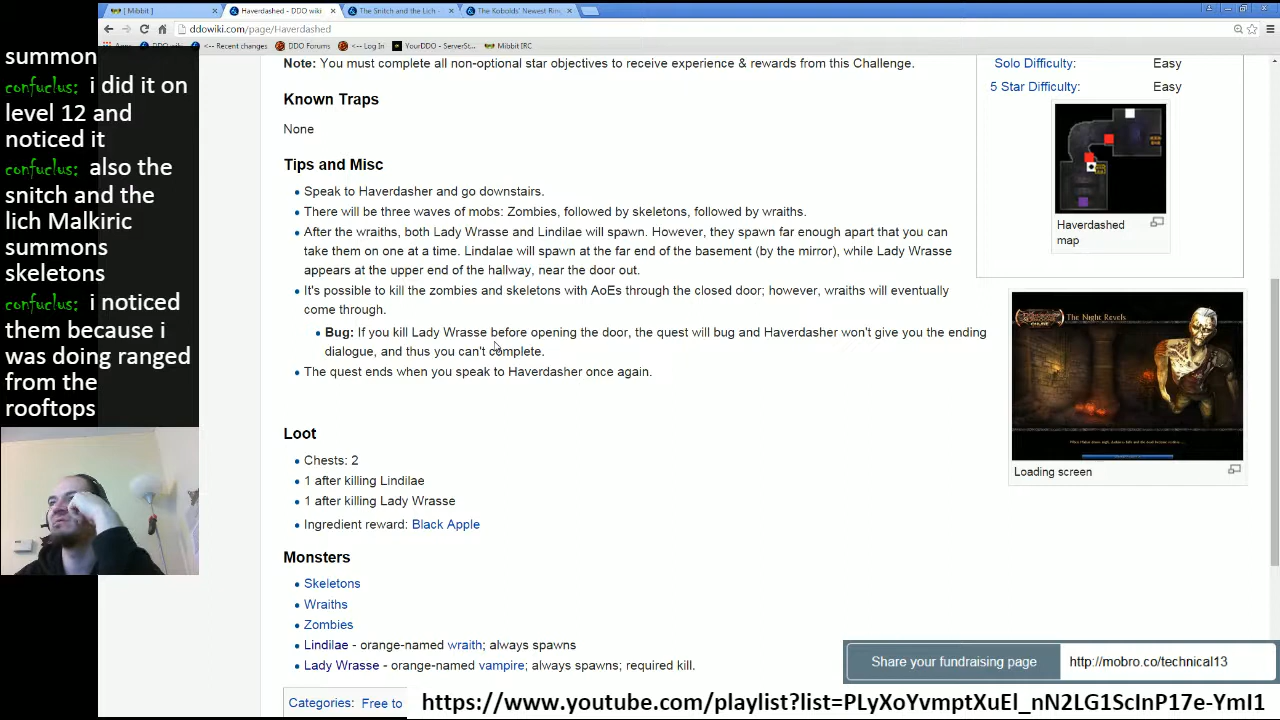 [ Mibbit ]
Haverdashed - DDO wiki
The Snitch and the Lich -
The Kobolds' Newest Rin
ddowiki.com/page/Haverdashed
<-- Recent changes
DDO Forums
<-- Log In
YourDDO - ServerSt...
Mibbit IRC
summon
confuclus: i did it on
level 12 and
noticed it
confuclus: also the
snitch and the
lich Malkiric
summons
skeletons
confuclus: i noticed
them because i
was doing ranged
from the
rooftops
Note: You must complete all non-optional star objectives to receive experience & rewards from this Challenge.
Known Traps
None
Tips and Misc
Speak to Haverdasher and go downstairs.
There will be three waves of mobs: Zombies, followed by skeletons, followed by wraiths.
After the wraiths, both Lady Wrasse and Lindilae will spawn. However, they spawn far enough apart that you can
take them on one at a time. Lindalae will spawn at the far end of the basement (by the mirror), while Lady Wrasse
appears at the upper end of the hallway, near the door out.
It's possible to kill the zombies and skeletons with AoEs through the closed door; however, wraiths will eventually
come through.
Bug: If you kill Lady Wrasse before opening the door, the quest will bug and Haverdasher won't give you the ending
dialogue, and thus you can't complete.
The quest ends when you speak to Haverdasher once again.
Loot
Chests: 2
1 after killing Lindilae
1 after killing Lady Wrasse
Ingredient reward: Black Apple
Monsters
Skeletons
Wraiths
Zombies
Lindilae - orange-named wraith; always spawns
Lady Wrasse - orange-named vampire; always spawns; required kill.
Categories: Free to
Solo Difficulty: Easy
5 Star Difficulty: Easy
Haverdashed
map
The Night Revels
Loading screen
Share your fundraising page
http://mobro.co/technical13
https://www.youtube.com/playlist?list=PLyXoYvmptXuEl_nN2LG1ScInP17e-YmI1